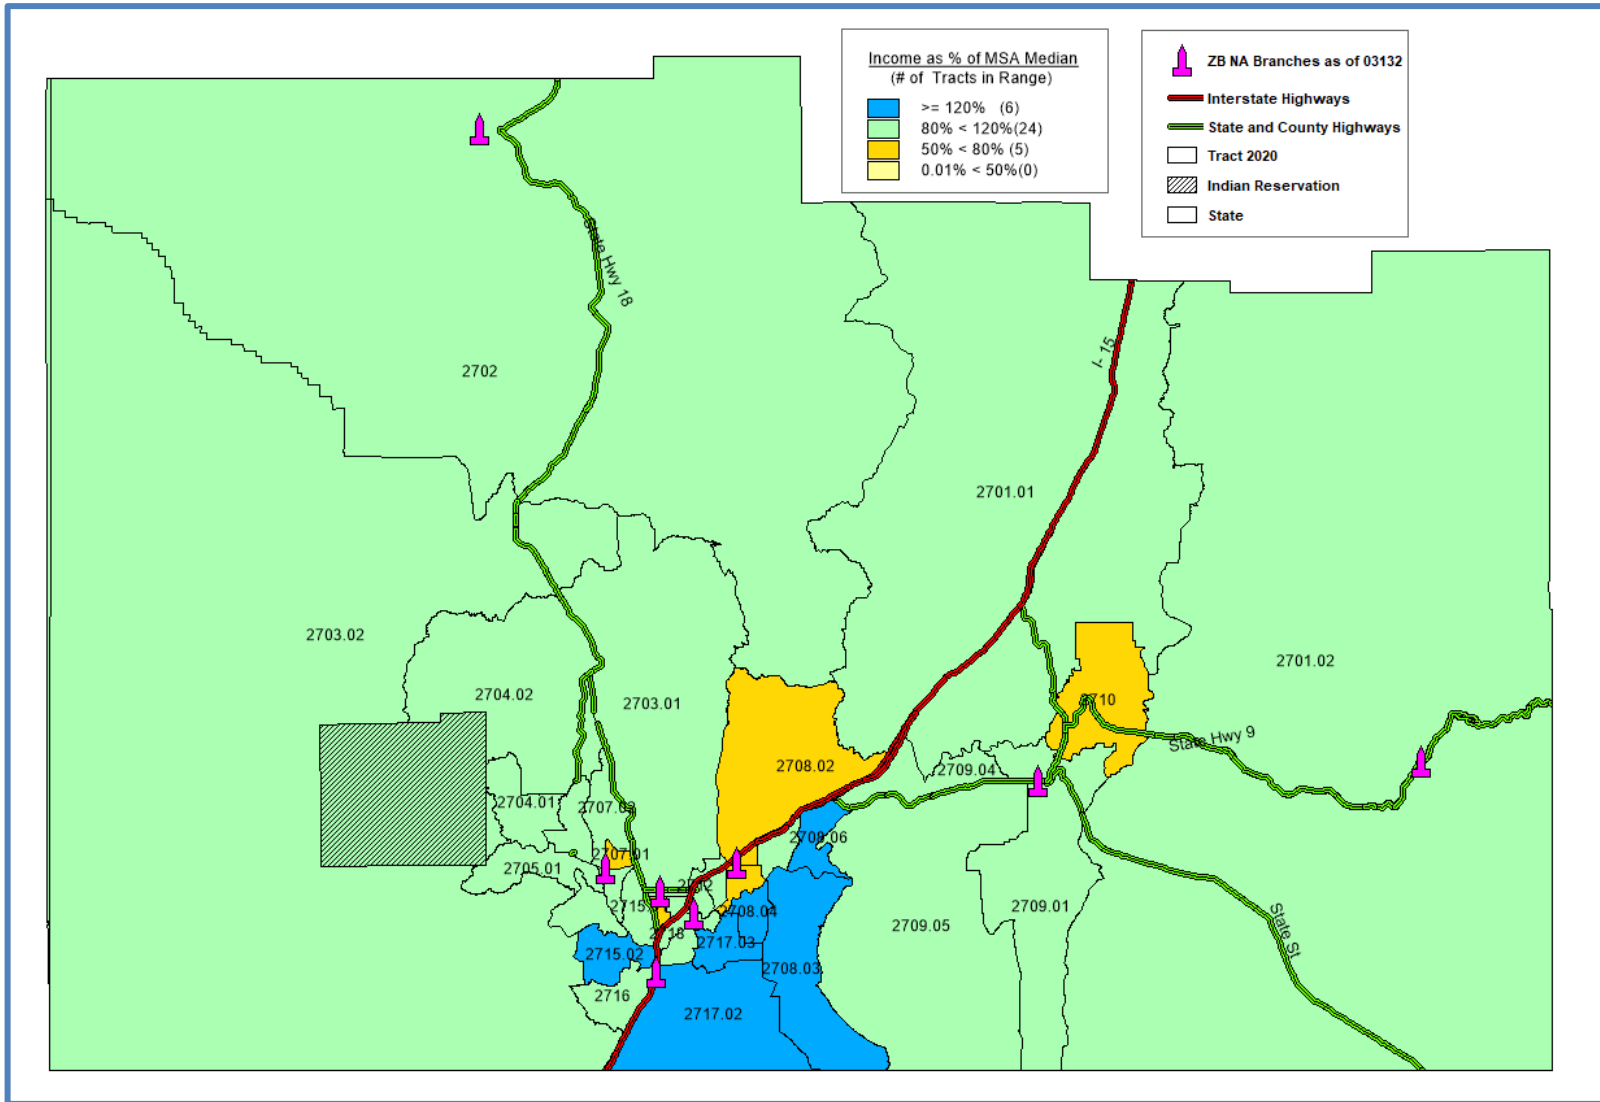 Income as % of MSA Median
(# of Tracts in Range)
>= 120% (6)
80% < 120%(24)
50% < 80% (5)
0.01% < 50%(0)
ZB NA Branches as of 03132
Interstate Highways
State and County Highways
Tract 2020
Indian Reservation
State
State Hwy 18
I- 15
2702
2701.01
2703.02
2701.02
2704.02
2703.01
2710
State Hwy 9
2708.02
2709.04
2704.01
2707.02
2709.06
2707.01
2705.01
2712
2715.
2708.04
2709.05
2709.01
State St
2718
2717.03
2715.02
2708.03
2716
2717.02